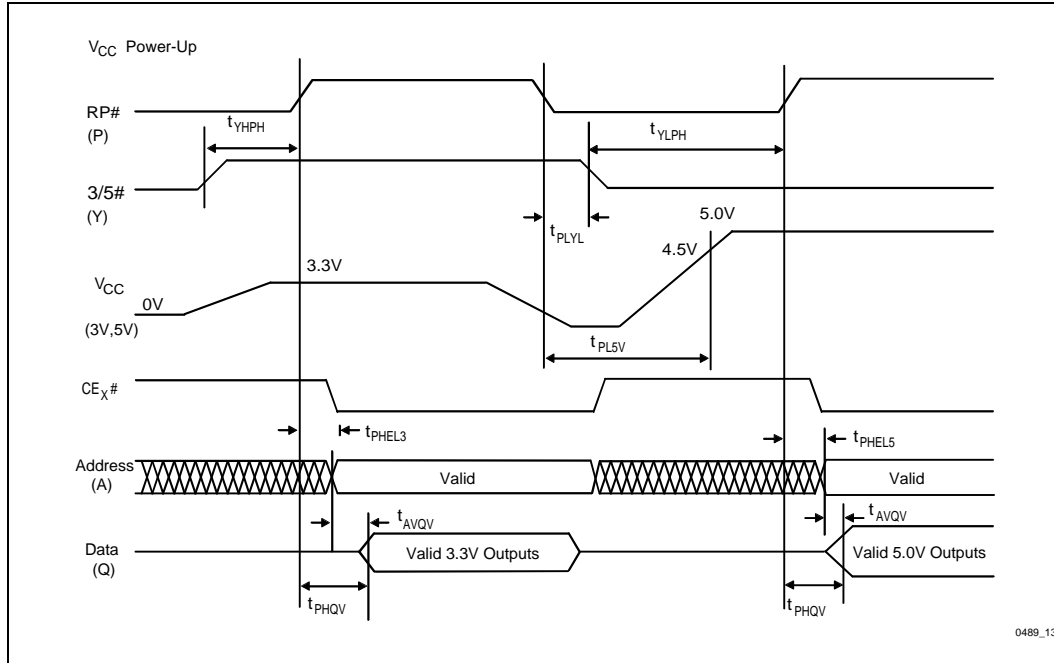 VCC Power-Up
RP#
(P)
tYHPH
tYLPH
3/5#
(Y)
tPLYL
5.0V
4.5V
3.3V
VCC
0V
(3V,5V)
tPL5V
CEX#
tPHEL3
tPHEL5
Address
(A)
Valid
Valid
tAVQV
tAVQV
Data
(Q)
Valid 3.3V Outputs
Valid 5.0V Outputs
tPHQV
tPHQV
0489_13